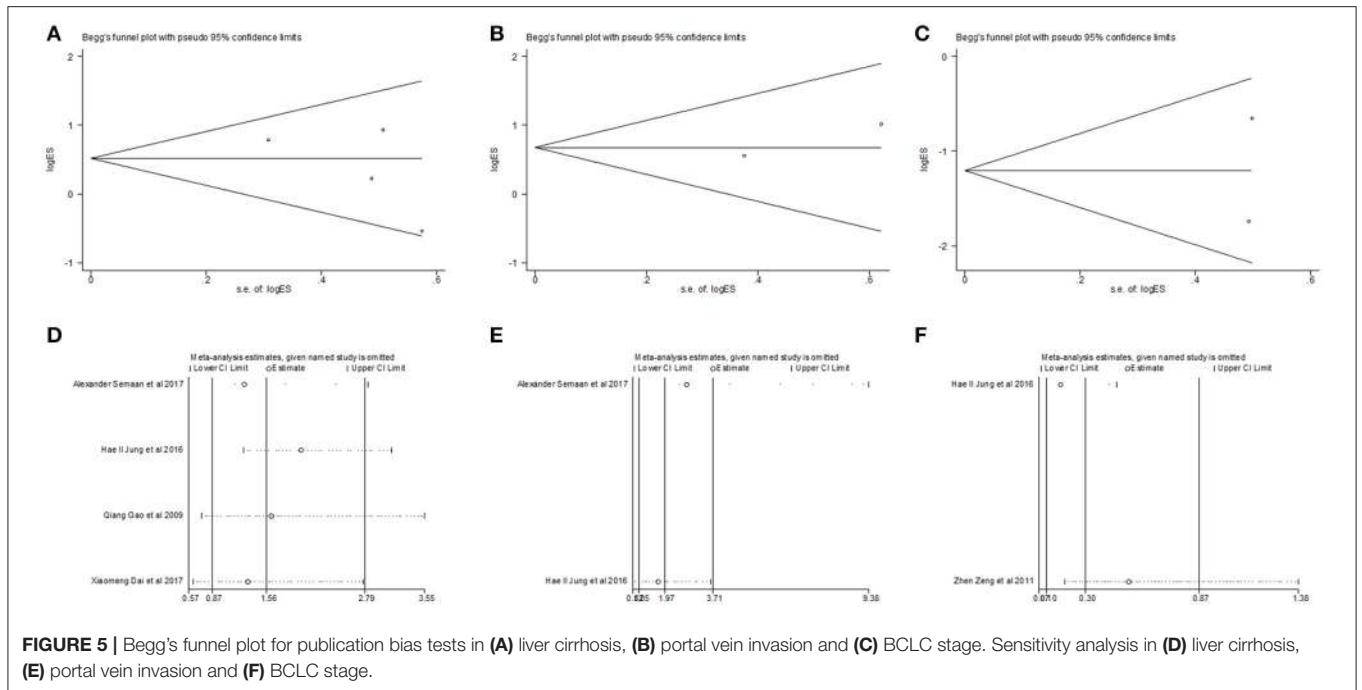 A
Begg's funnel plot with pseudo 95% confidence limits
2
1
0
-1
logES
0
.2
.4
.6
s.e. of: logES
B
Begg's funnel plot with pseudo 95% confidence limits
2
1
0
-1
logES
0
.2
.4
.6
s.e. of: logES
C
Begg's funnel plot with pseudo 95% confidence limits
0
-1
-2
logES
0
.2
.4
.6
s.e. of: logES
D
Meta-analysis estimates, given named study is omitted
Lower CI Limit Estimate Upper CI Limit
Alexander Semaan et al 2017
Hae Il Jung et al 2016
Qiang Gao et al 2009
Xiaomeng Dai et al 2017
0.57 0.87 1.56 2.79 3.55
E
Meta-analysis estimates, given named study is omitted
Lower CI Limit Estimate Upper CI Limit
Alexander Semaan et al 2017
Hae Il Jung et al 2016
1.97 3.71 9.38
F
Meta-analysis estimates, given named study is omitted
Lower CI Limit Estimate Upper CI Limit
Hae Il Jung et al 2016
Zhen Zeng et al 2011
0.30 0.87 1.38
FIGURE 5 | Begg's funnel plot for publication bias tests in (A) liver cirrhosis, (B) portal vein invasion and (C) BCLC stage. Sensitivity analysis in (D) liver cirrhosis,
(E) portal vein invasion and (F) BCLC stage.